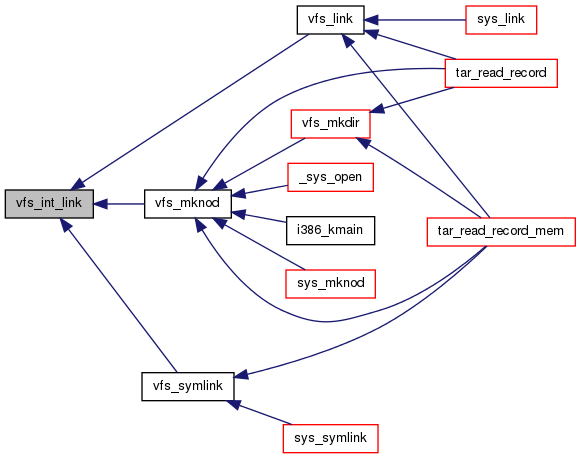 vfs_link
sys_link
tar_read_record
vfs_mkdir
_sys_open
vfs_int_link
vfs_mknod
i386_kmain
tar_read_record_mem
sys_mknod
vfs_symlink
sys_symlink